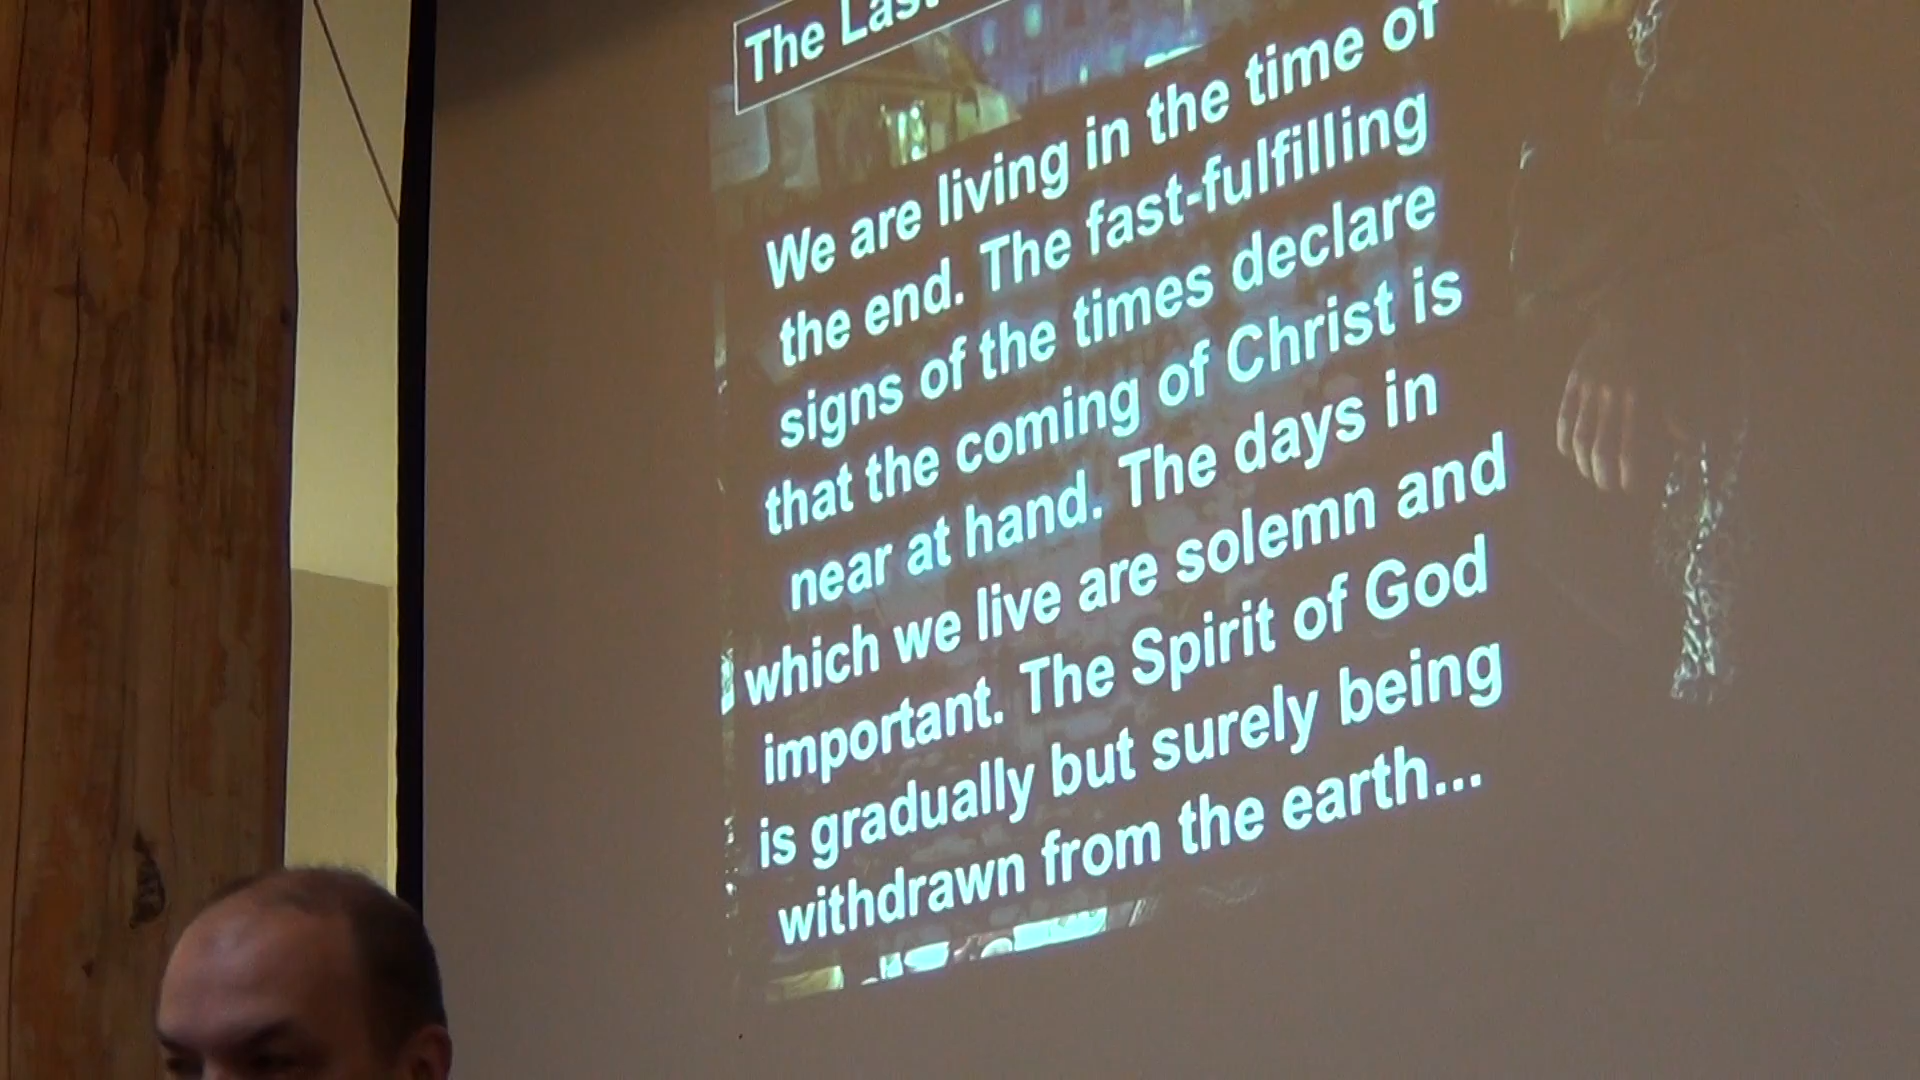 The Las
We are living in the time of
the end. The fast-fulfilling
signs of the times declare
that the coming of Christ is
near at hand. The days in
which we live are solemn and
important. The Spirit of God
is gradually but surely being
withdrawn from the earth...